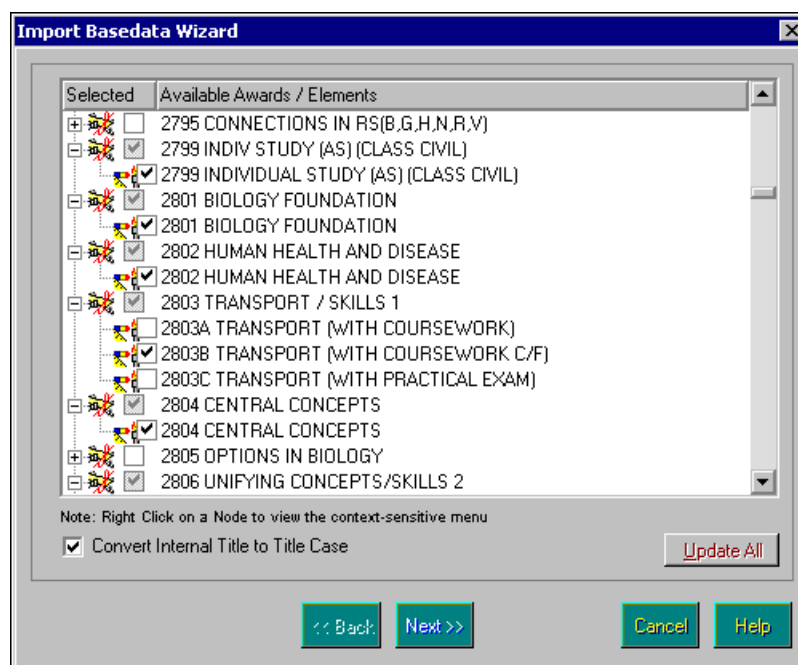 Import Basedata Wizard
Selected Available Awards / Elements
2795 CONNECTIONS IN RS(B,G,H,N,R,V)
2799 INDIV STUDY (AS) (CLASS CIVIL)
2799 INDIVIDUAL STUDY (AS) (CLASS CIVIL)
2801 BIOLOGY FOUNDATION
2801 BIOLOGY FOUNDATION
2802 HUMAN HEALTH AND DISEASE
2802 HUMAN HEALTH AND DISEASE
2803 TRANSPORT / SKILLS 1
2803A TRANSPORT (WITH COURSEWORK)
2803B TRANSPORT (WITH COURSEWORK C/F)
2803C TRANSPORT (WITH PRACTICAL EXAM)
2804 CENTRAL CONCEPTS
2804 CENTRAL CONCEPTS
2805 OPTIONS IN BIOLOGY
2806 UNIFYING CONCEPTS/SKILLS 2
Note: Right Click on a Node to view the context-sensitive menu
Convert Internal Title to Title Case
Update All
<< Back Next >> Cancel Help